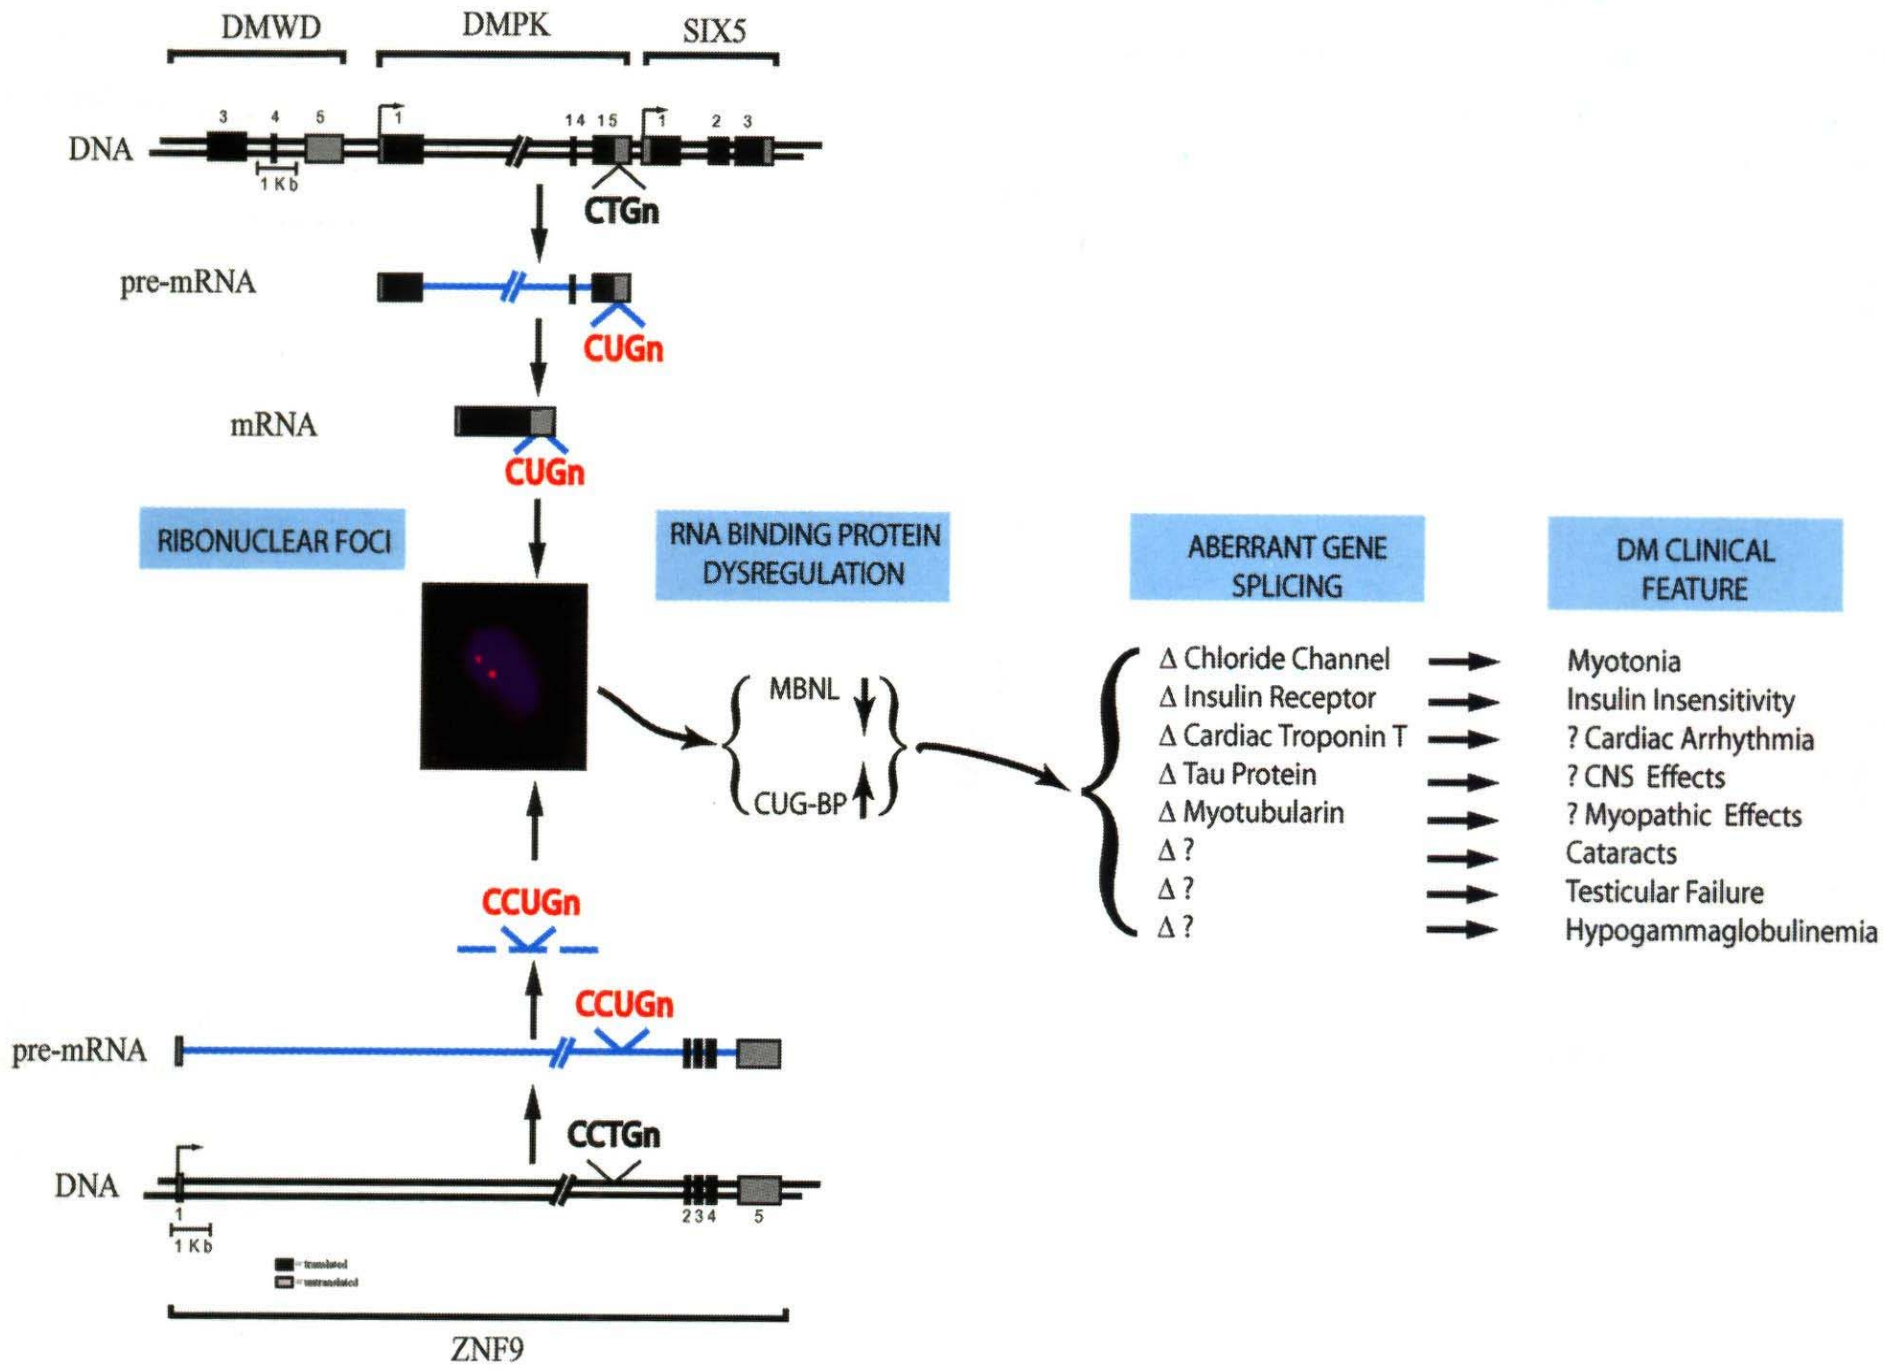 DMWD DMPK SIX5
3 4 5 1 14 15 1 2 3
DNA
1 Kb
CTGn
pre-mRNA
CUGn
mRNA
CUGn
RIBONUCLEAR FOCI
RNA BINDING PROTEIN
DYSREGULATION
ABERRANT GENE
SPLICING
DM CLINICAL
FEATURE
MBNL
CUG-BP
Δ Chloride Channel Myotonia
Δ Insulin Receptor Insulin Insensitivity
Δ Cardiac Troponin T ? Cardiac Arrhythmia
Δ Tau Protein ? CNS Effects
Δ Myotubularin ? Myopathic Effects
Δ ? Cataracts
Δ ? Testicular Failure
Δ ? Hypogammaglobulinemia
CCUGn
CCUGn
pre-mRNA
CCTGn
DNA
1 2 3 4 5
1 Kb
= translated
= untranslated
ZNF9